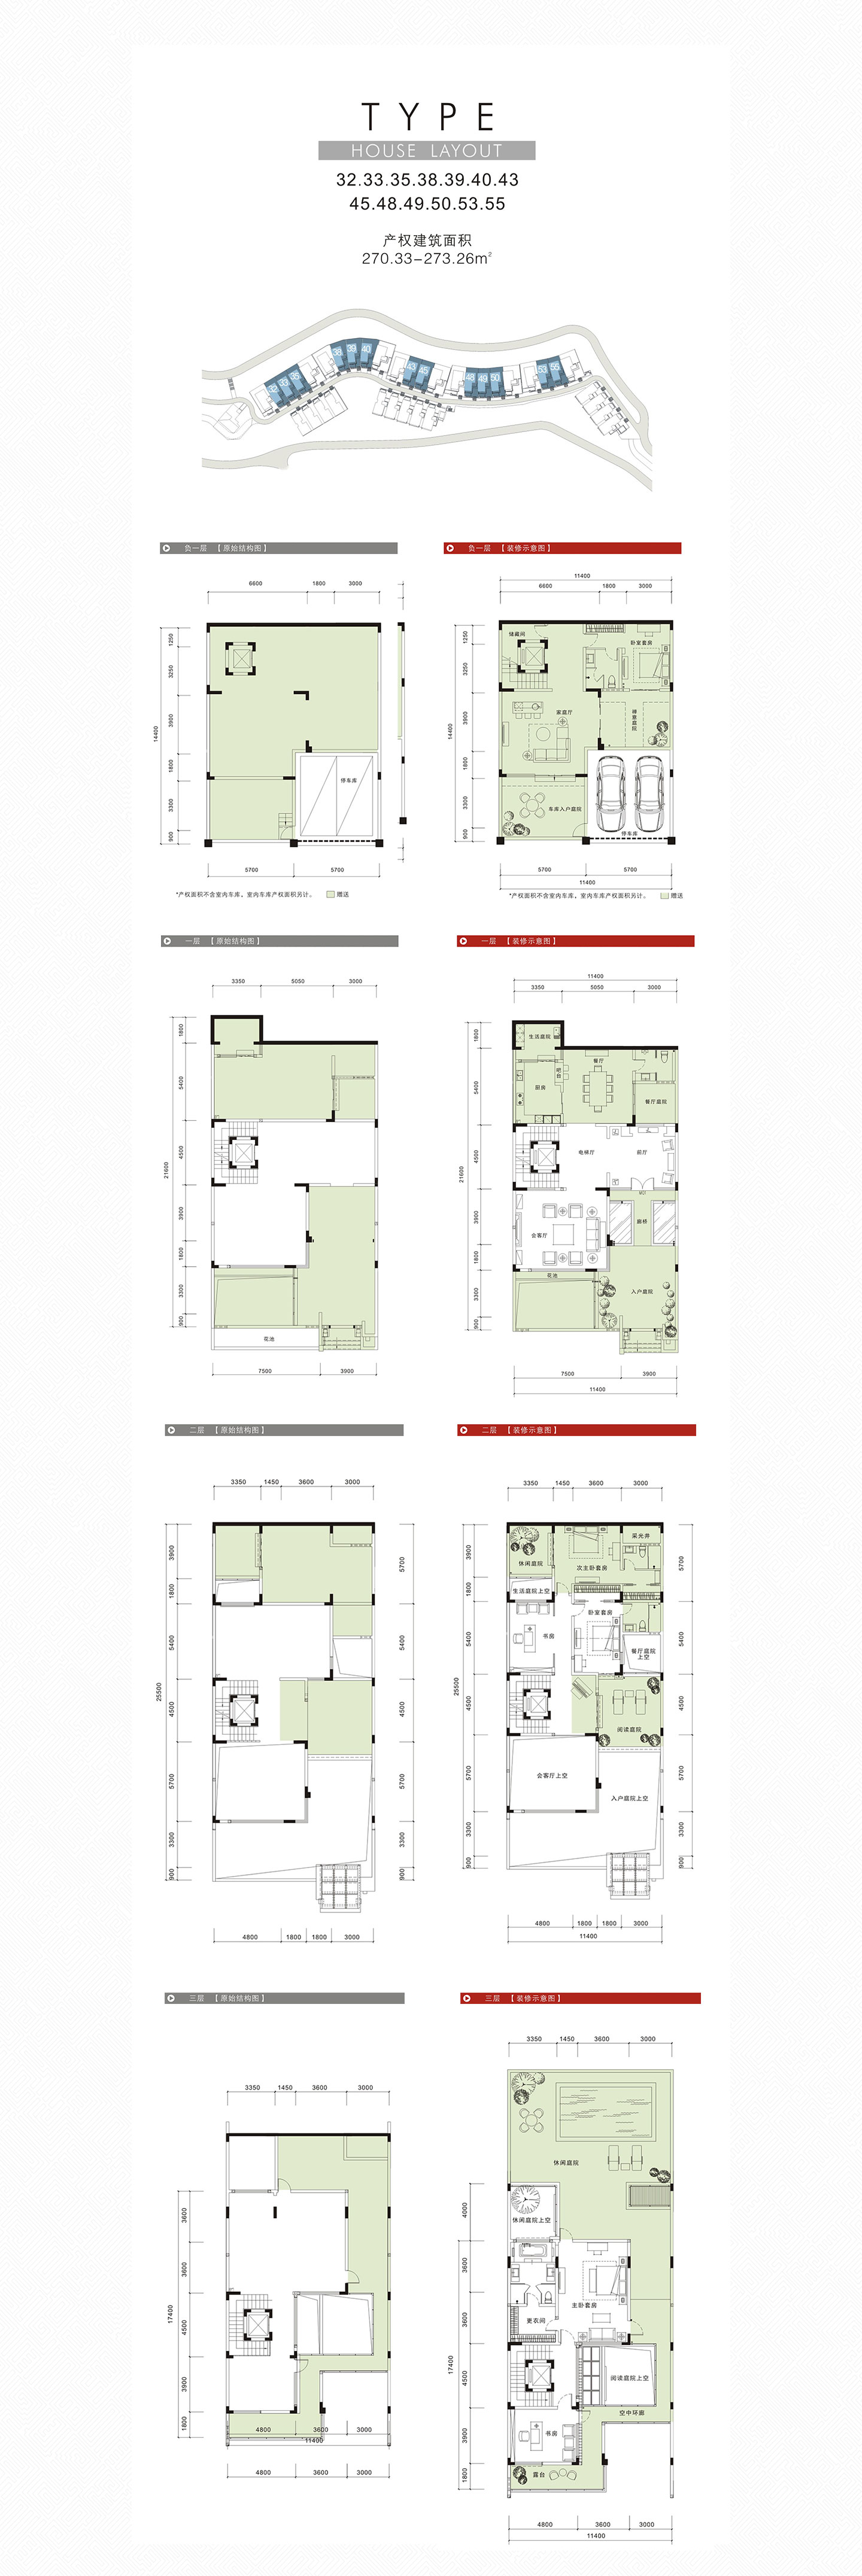 TYPE
HOUSE LAYOUT
32.33.35.38.39.40.43
45.48.49.50.53.55
产权建筑面积
270.33-273.26m²
32 33 35 38 39 40 43 45 48 49 50 53 55
负一层 【原始结构图】
6600 1800 3000
1250 3250 3900 1800 3300 900
14400
停车库
5700 5700
*产权面积不含室内车库，室内车库产权面积另计。 赠送
负一层 【装修示意图】
11400
6600 1800 3000
1250 3250 3900 1800 3300 900
14400
储藏间
卧室套房
家庭厅
禅意庭院
车库入户庭院
停车库
5700 5700
11400
*产权面积不含室内车库，室内车库产权面积另计。 赠送
一层 【原始结构图】
3350 5050 3000
1800 5400 4500 3900 1800 3300 900
21600
花池
7500 3900
一层 【装修示意图】
11400
3350 5050 3000
1800 5400 4500 3900 1800 3300 900
21600
生活庭院
餐厅
厨房
吧台
餐厅庭院
电梯厅
前厅
廊桥
会客厅
花池
入户庭院
7500 3900
11400
二层 【原始结构图】
3350 1450 3600 3000
3900 1800 5400 4500 5700 3300 900
25500
5700 5400 4500 5700 3300 900
4800 1800 1800 3000
二层 【装修示意图】
3350 1450 3600 3000
3900 1800 5400 4500 5700 3300 900
25500
5700 5400 4500 5700 3300 900
采光井
休闲庭院
次主卧套房
生活庭院上空
卧室套房
书房
餐厅庭院
上空
阅读庭院
会客厅上空
入户庭院上空
4800 1800 1800 3000
11400
三层 【原始结构图】
3350 1450 3600 3000
3600 3600 4500 3900 1800
17400
4800 3600 3000
11400
4800 3600 3000
三层 【装修示意图】
3350 1450 3600 3000
4000 3600 3600 4500 3900 1800
17400
休闲庭院
休闲庭院上空
主卧套房
更衣间
阅读庭院上空
空中环廊
书房
露台
4800 3600 3000
11400